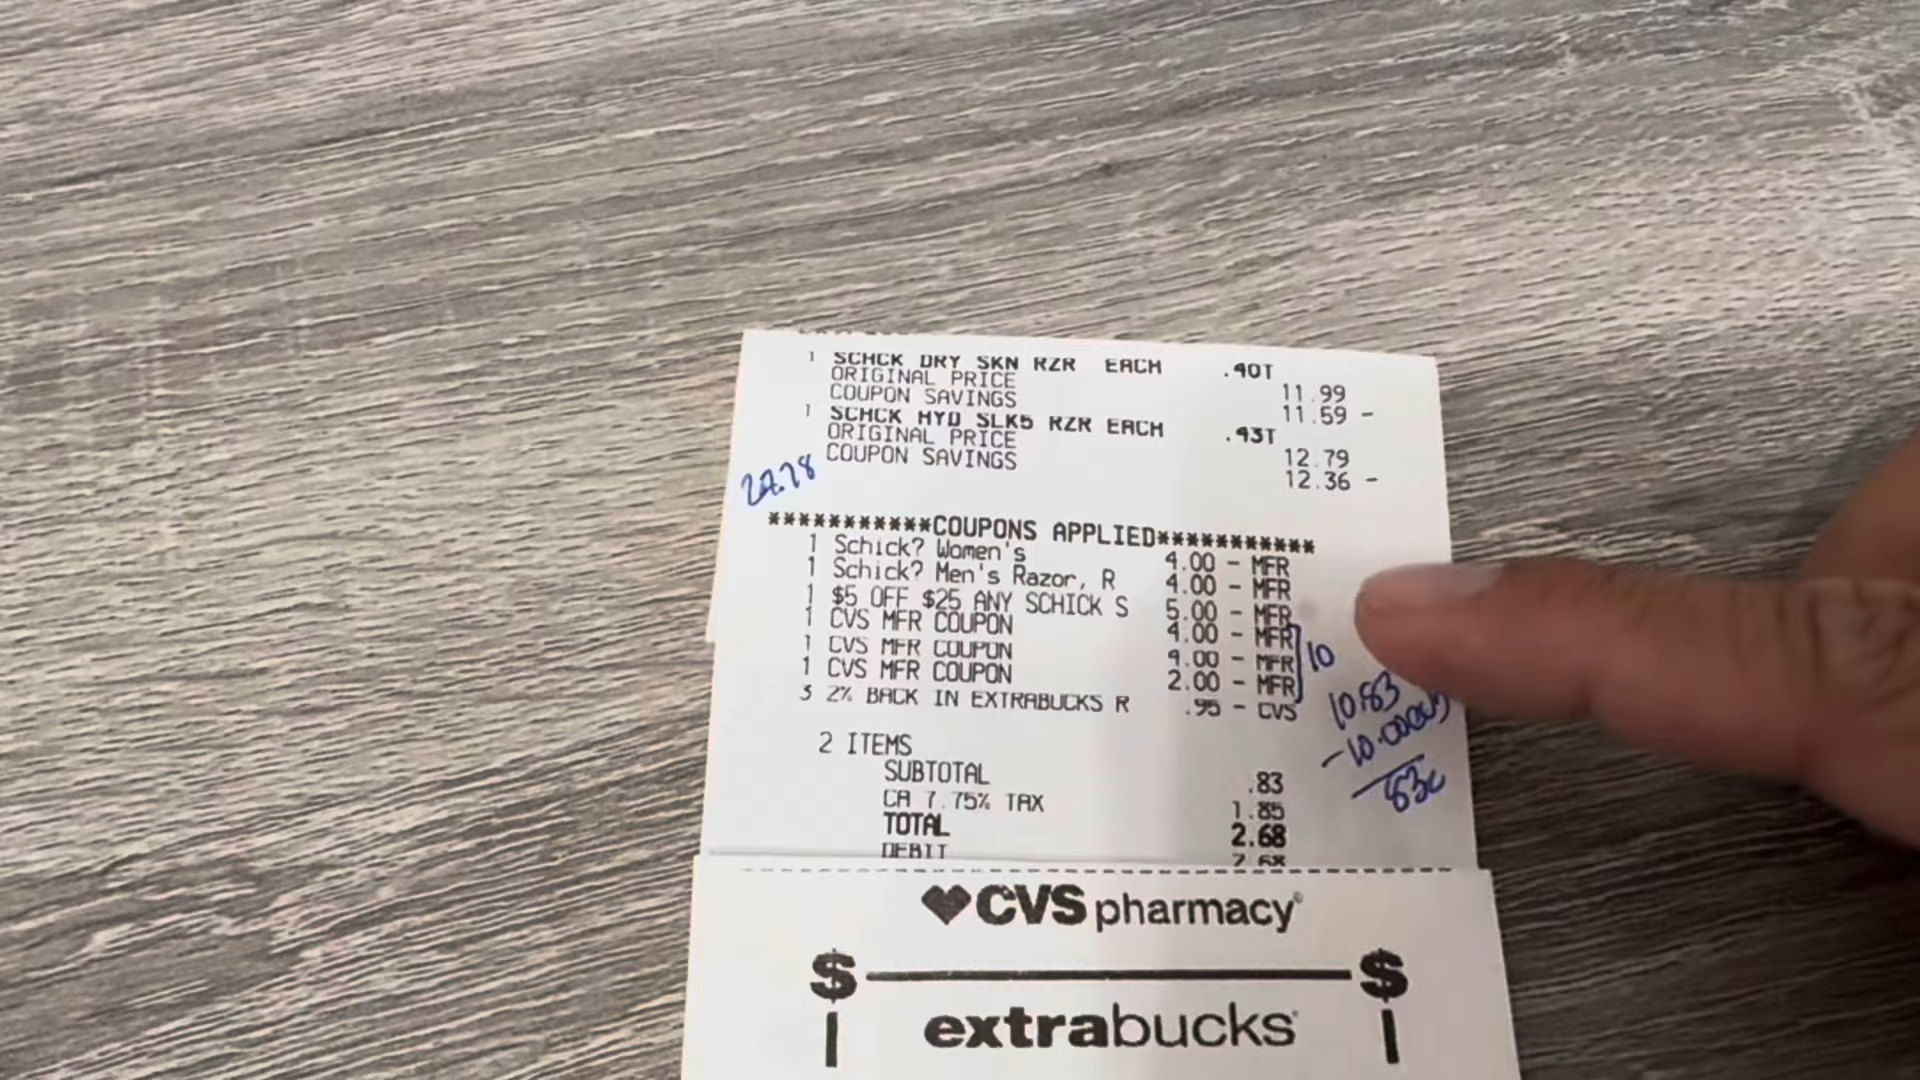 1 SCHCK DRY SKN RZR EACH .40T
ORIGINAL PRICE 11.99
COUPON SAVINGS 11.59 -
1 SCHCK HYD SLK5 RZR EACH .43T
ORIGINAL PRICE 12.79
COUPON SAVINGS 12.36 -
***********COUPONS APPLIED***********
1 Schick? Women's 4.00 - MFR
1 Schick? Men's Razor, R 4.00 - MFR
1 $5 OFF $25 ANY SCHICK S 5.00 - MFR
1 CVS MFR COUPON 4.00 - MFR
1 CVS MFR COUPON 4.00 - MFR
1 CVS MFR COUPON 2.00 - MFR
10
3 2% BACK IN EXTRABUCKS R .95 - CVS
10.83
2 ITEMS
SUBTOTAL .83
83¢
CA 7.75% TAX 1.85
TOTAL 2.68
DEBIT 2.68
CVS pharmacy®
$ $
extrabucks®